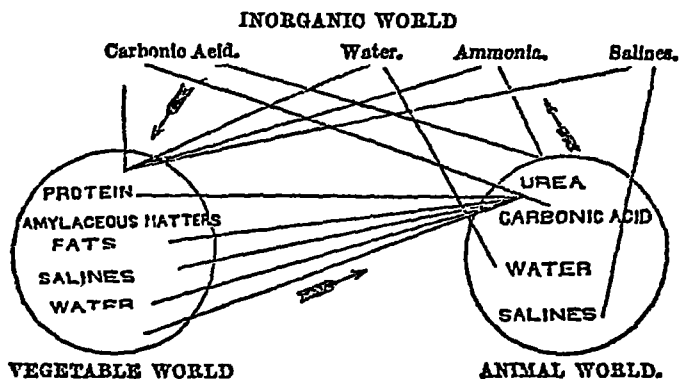 INORGANIC WORLD
Carbonic Acid. Water. Ammonia. Salines.
PROTEIN
AMYLACEOUS MATTERS
FATS
SALINES
WATER
UREA
CARBONIC ACID
WATER
SALINES
VEGETABLE WORLD ANIMAL WORLD.